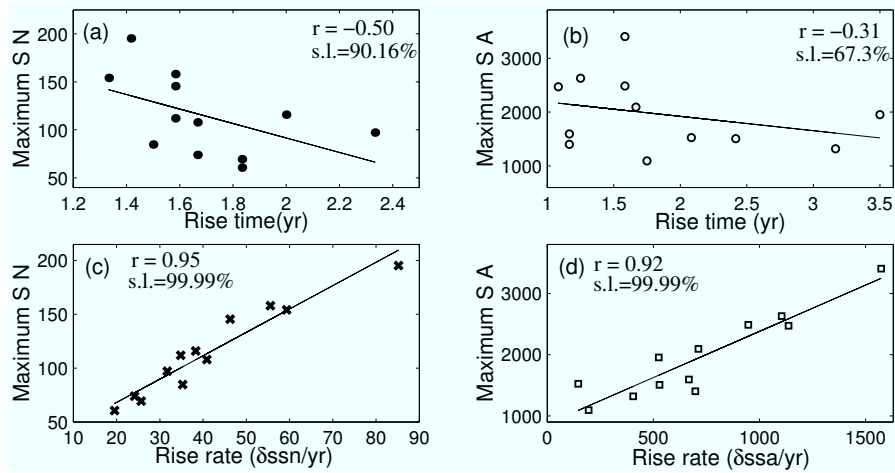 (a)
r = −0.50
s.l.=90.16%
Maximum S N
200
150
100
50
1.2 1.4 1.6 1.8 2 2.2 2.4
Rise time(yr)
(b)
r = −0.31
s.l.=67.3%
Maximum S A
3000
2000
1000
1 1.5 2 2.5 3 3.5
Rise time (yr)
(c)
r = 0.95
s.l.=99.99%
Maximum S N
200
150
100
50
10 20 30 40 50 60 70 80 90
Rise rate (δssn/yr)
(d)
r = 0.92
s.l.=99.99%
Maximum S A
3000
2000
1000
0 500 1000 1500
Rise rate (δssa/yr)